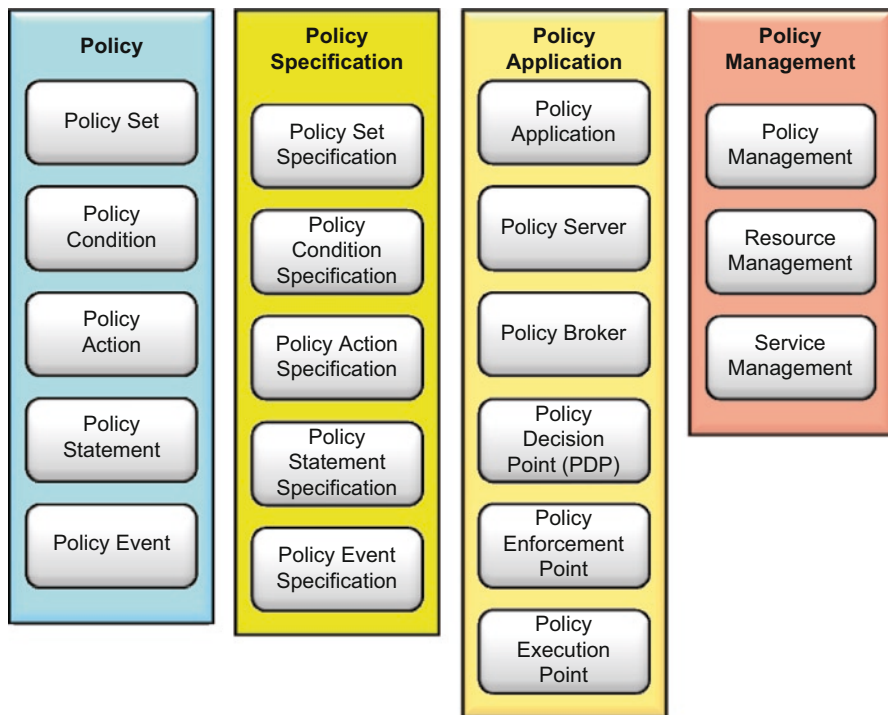 Policy
Policy Set
Policy
Condition
Policy
Action
Policy
Statement
Policy Event
Policy
Specification
Policy Set
Specification
Policy
Condition
Specification
Policy Action
Specification
Policy
Statement
Specification
Policy Event
Specification
Policy
Application
Policy
Application
Policy Server
Policy Broker
Policy
Decision
Point (PDP)
Policy
Enforcement
Point
Policy
Execution
Point
Policy
Management
Policy
Management
Resource
Management
Service
Management